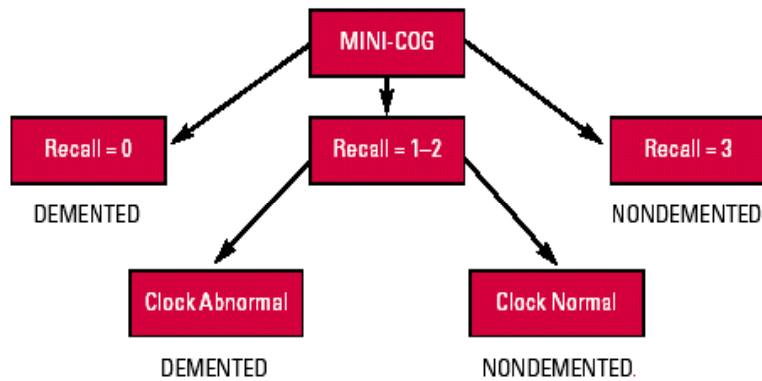 MINI-COG
Recall = 0
Recall = 1–2
Recall = 3
DEMENTED
NONDEMENTED
Clock Abnormal
Clock Normal
DEMENTED
NONDEMENTED.